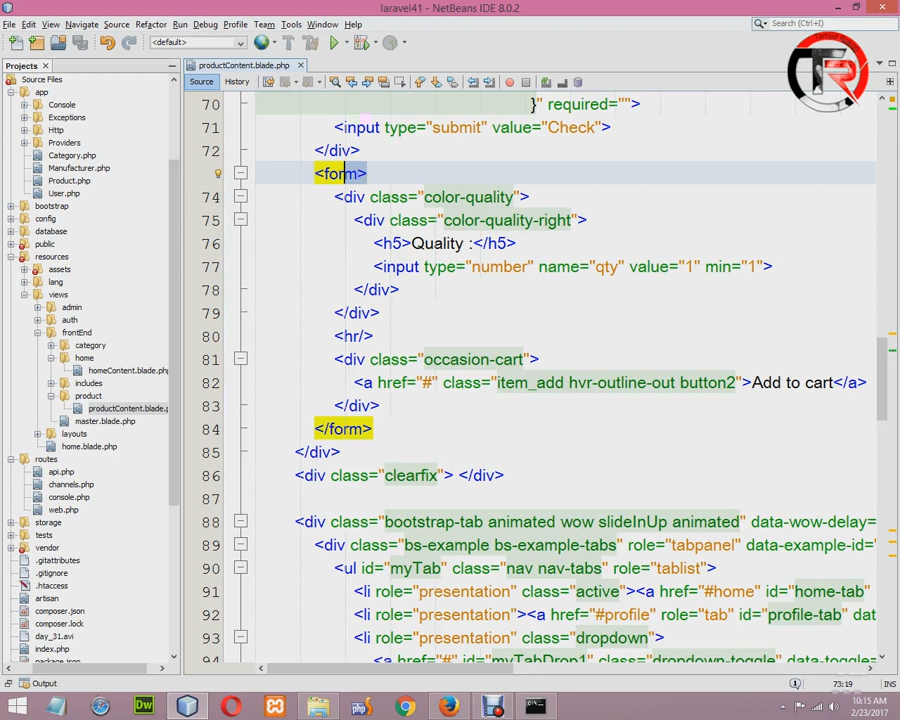 laravel41 - NetBeans IDE 8.0.2
File Edit View Navigate Source Refactor Run Debug Profile Team Tools Window Help
Search (Ctrl+I)
<default>
Projects
productContent.blade.php
Source History
Source Files
app
Console
Exceptions
Http
Providers
Category.php
Manufacturer.php
Product.php
User.php
bootstrap
config
database
public
resources
assets
lang
views
admin
auth
frontEnd
category
home
homeContent.blade.php
includes
product
productContent.blade.p
master.blade.php
layouts
home.blade.php
routes
api.php
channels.php
console.php
web.php
storage
tests
vendor
.gitattributes
.gitignore
.htaccess
artisan
composer.json
composer.lock
day_31.avi
index.php
package.json
70 }" required="">
71 <input type="submit" value="Check">
72 </div>
<form>
74 <div class="color-quality">
75 <div class="color-quality-right">
76 <h5>Quality :</h5>
77 <input type="number" name="qty" value="1" min="1">
78 </div>
79 </div>
80 <hr/>
81 <div class="occasion-cart">
82 <a href="#" class="item_add hvr-outline-out button2">Add to cart</a>
83 </div>
84 </form>
85 </div>
86 <div class="clearfix"> </div>
87
88 <div class="bootstrap-tab animated wow slideInUp animated" data-wow-delay=
89 <div class="bs-example bs-example-tabs" role="tabpanel" data-example-id=
90 <ul id="myTab" class="nav nav-tabs" role="tablist">
91 <li role="presentation" class="active"><a href="#home" id="home-tab"
92 <li role="presentation"><a href="#profile" role="tab" id="profile-tab" dat
93 <li role="presentation" class="dropdown">
94 <a href="#" id="myTabDrop1" class="dropdown-toggle" data-toggle=
Output
73:19 INS
10:15 AM
2/23/2017